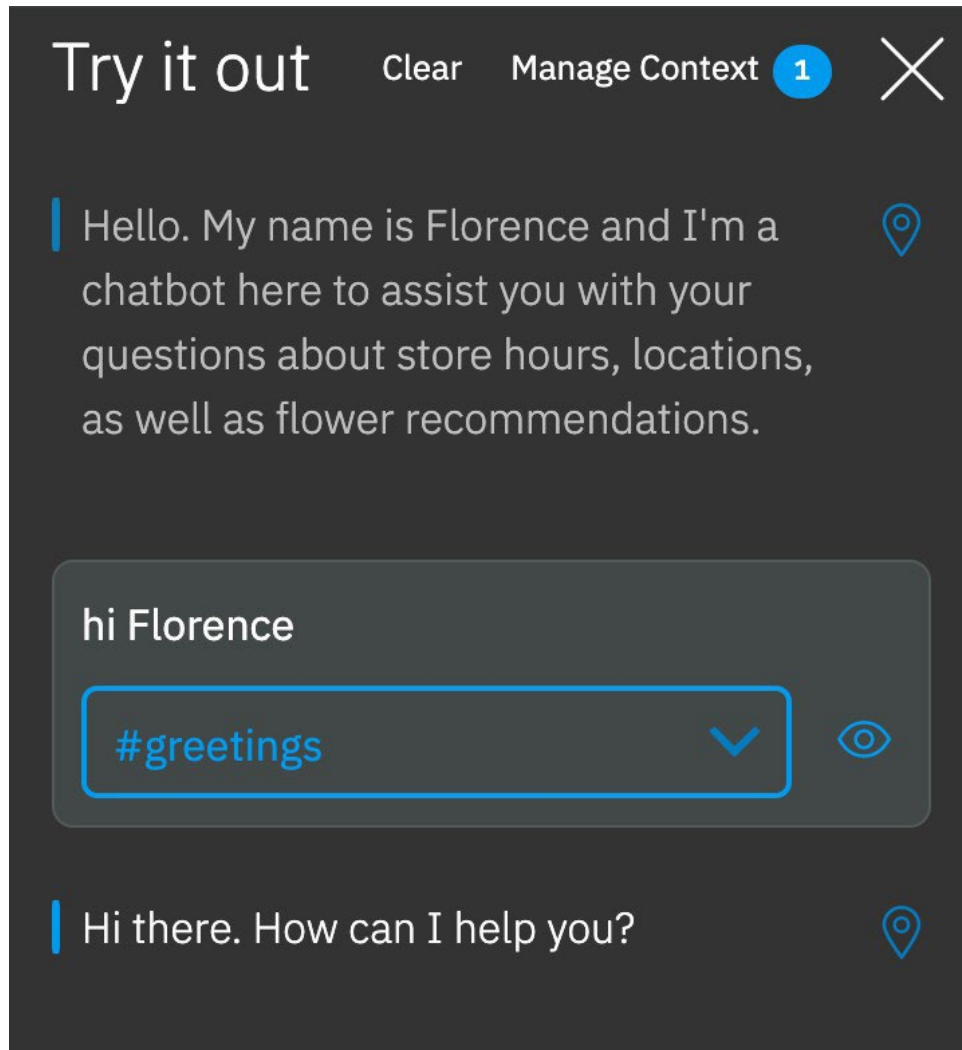 Try it out Clear Manage Context 1
Hello. My name is Florence and I'm a
chatbot here to assist you with your
questions about store hours, locations,
as well as flower recommendations.
hi Florence
#greetings
Hi there. How can I help you?